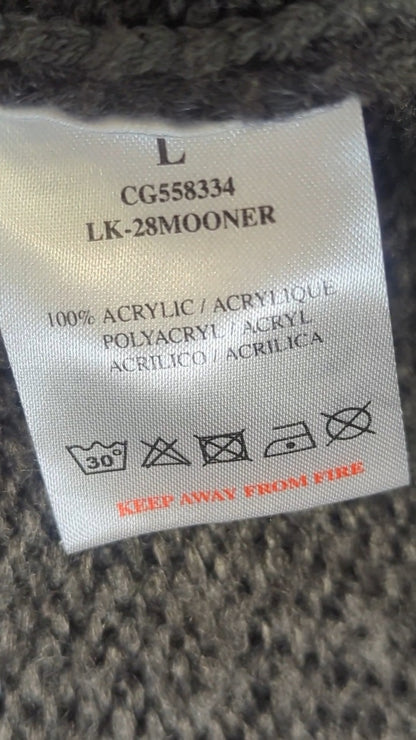 L
CG558334
LK-28MOONER
100% ACRYLIC / ACRYLIQUE
POLYACRYL / ACRYL
ACRILICO / ACRILICA
30°
KEEP AWAY FROM FIRE